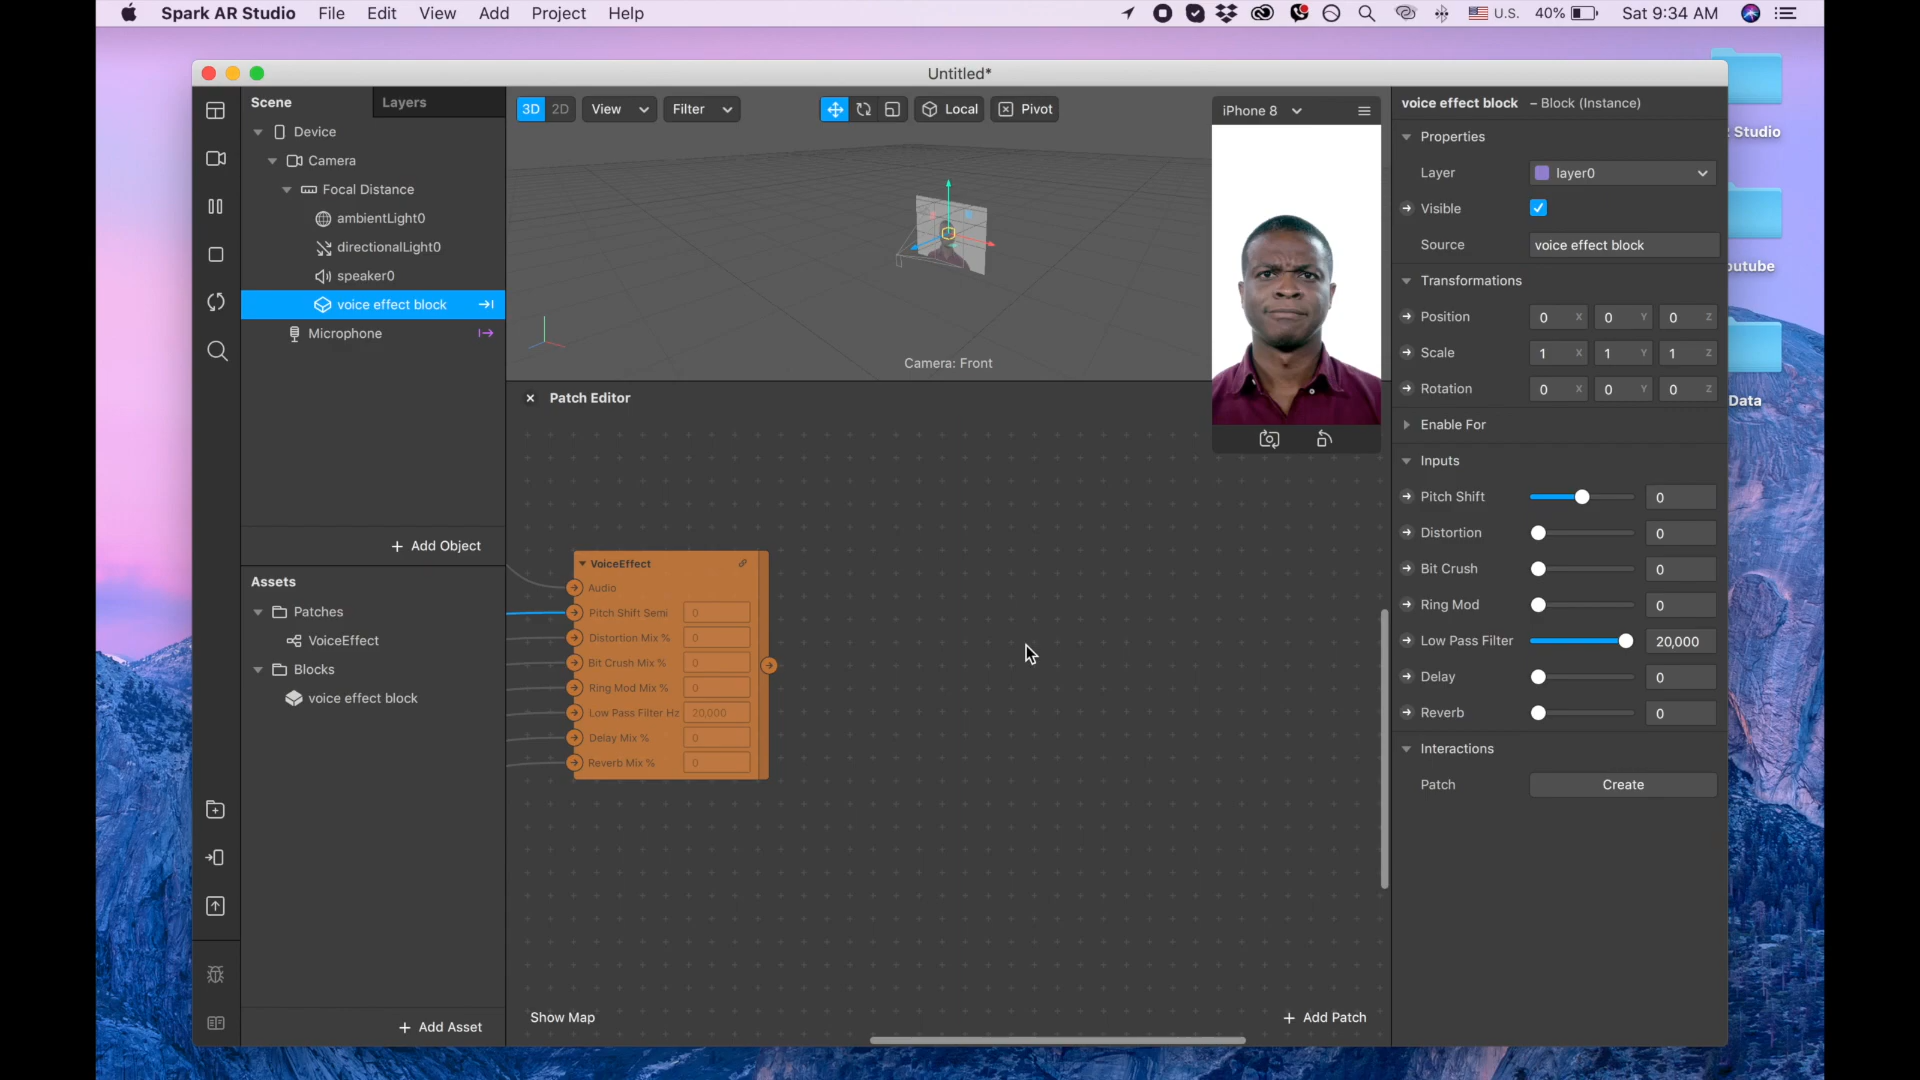 Spark AR Studio File Edit View Add Project Help
U.S. 40% Sat 9:34 AM
Untitled*
Scene
Layers
Device
Camera
Focal Distance
ambientLight0
directionalLight0
speaker0
voice effect block
Microphone
+ Add Object
Assets
Patches
VoiceEffect
Blocks
voice effect block
+ Add Asset
3D 2D View Filter Local Pivot
Camera: Front
iPhone 8
Patch Editor
VoiceEffect
Audio
Pitch Shift Semi 0
Distortion Mix % 0
Bit Crush Mix % 0
Ring Mod Mix % 0
Low Pass Filter Hz 20,000
Delay Mix % 0
Reverb Mix % 0
Show Map
+ Add Patch
voice effect block – Block (Instance)
Properties
Layer layer0
Visible
Source voice effect block
Transformations
Position 0 X 0 Y 0 Z
Scale 1 X 1 Y 1 Z
Rotation 0 X 0 Y 0 Z
Enable For
Inputs
Pitch Shift 0
Distortion 0
Bit Crush 0
Ring Mod 0
Low Pass Filter 20,000
Delay 0
Reverb 0
Interactions
Patch Create
Studio
outube
Data